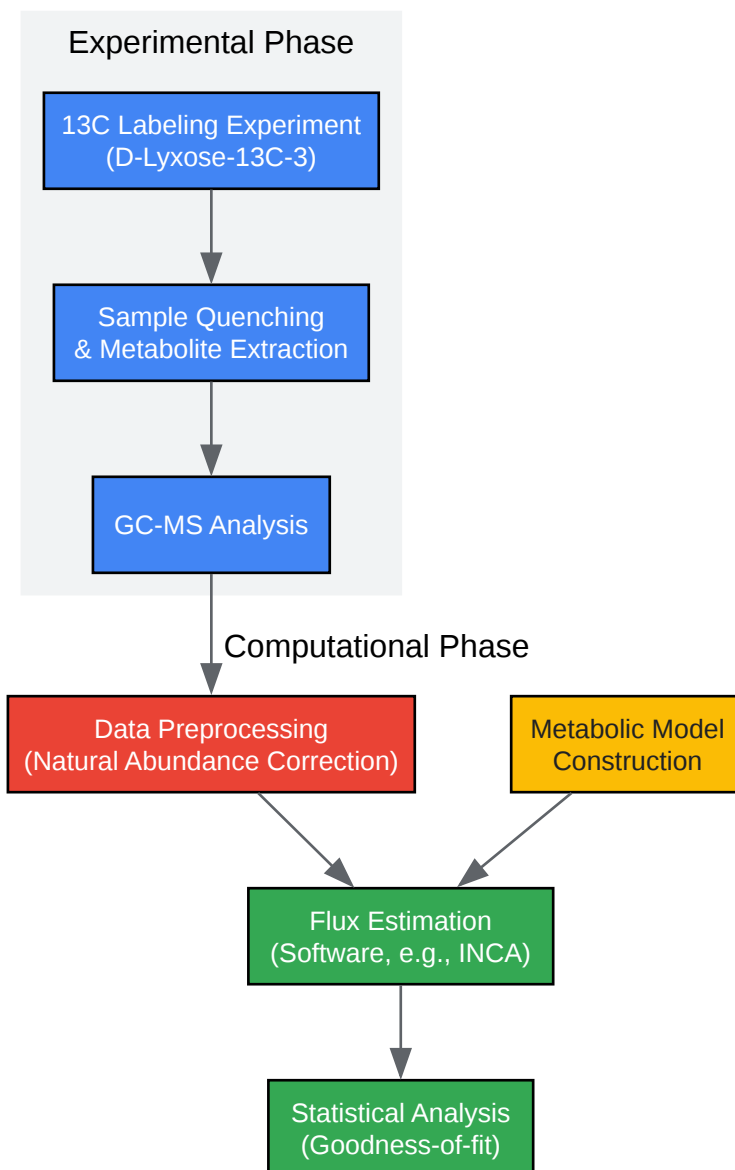 Experimental Phase
13C Labeling Experiment
(D-Lyxose-13C-3)
Sample Quenching
& Metabolite Extraction
GC-MS Analysis
Computational Phase
Data Preprocessing
(Natural Abundance Correction)
Metabolic Model
Construction
Flux Estimation
(Software, e.g., INCA)
Statistical Analysis
(Goodness-of-fit)